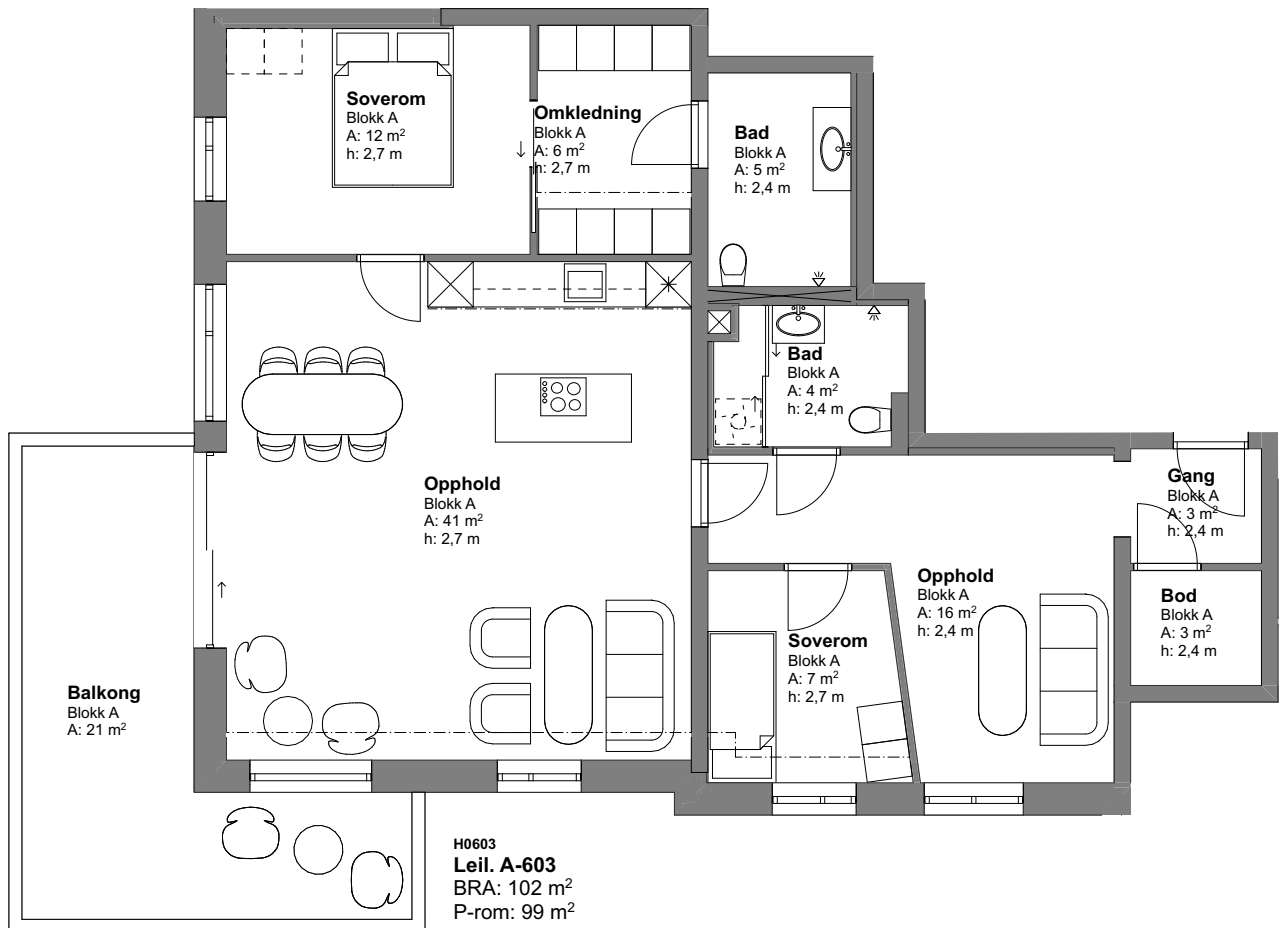 Soverom
Blokk A
A: 12 m²
h: 2,7 m
Omkledning
Blokk A
A: 6 m²
h: 2,7 m
Bad
Blokk A
A: 5 m²
h: 2,4 m
Bad
Blokk A
A: 4 m²
h: 2,4 m
Opphold
Blokk A
A: 41 m²
h: 2,7 m
Gang
Blokk A
A: 3 m²
h: 2,4 m
Opphold
Blokk A
A: 16 m²
h: 2,4 m
Bod
Blokk A
A: 3 m²
h: 2,4 m
Soverom
Blokk A
A: 7 m²
h: 2,7 m
Balkong
Blokk A
A: 21 m²
H0603
Leil. A-603
BRA: 102 m²
P-rom: 99 m²